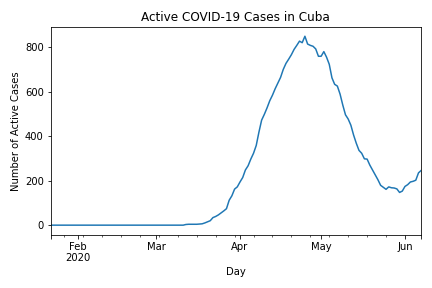 Active COVID-19 Cases in Cuba
Number of Active Cases
800
600
400
200
0
Feb Mar Apr May Jun
2020
Day